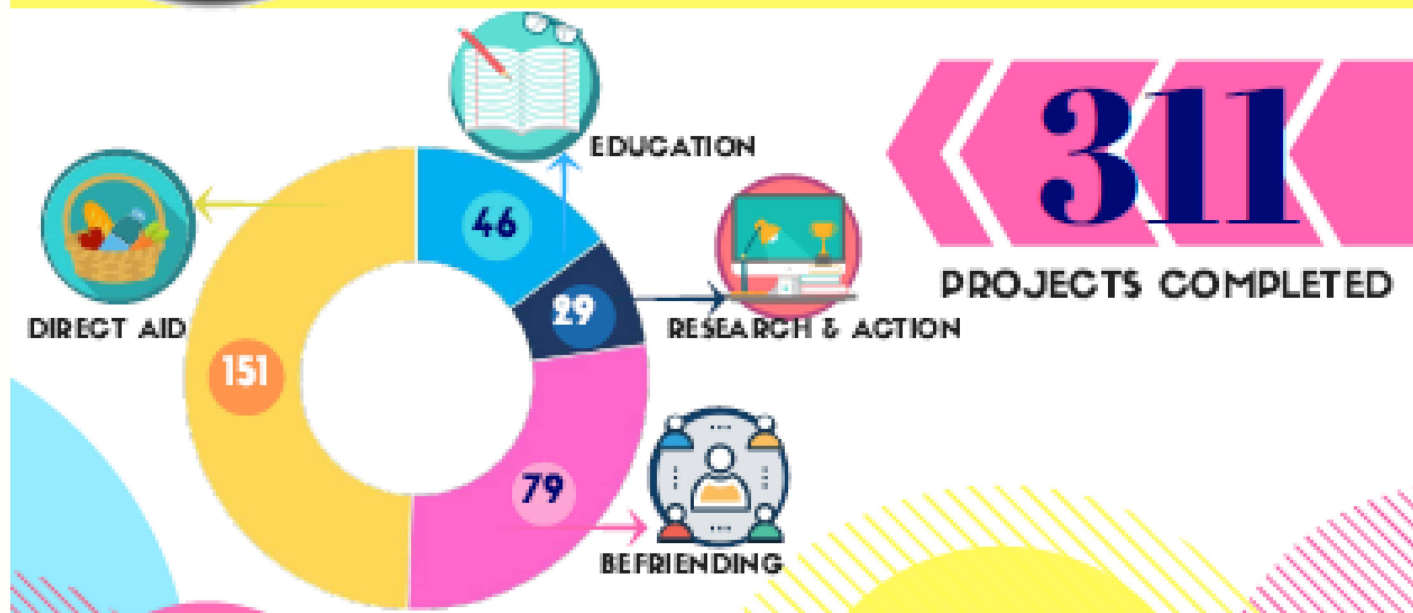 EDUCATION
311
PROJECTS COMPLETED
46
29
RESEARCH & ACTION
DIRECT AID
151
79
BEFRIENDING